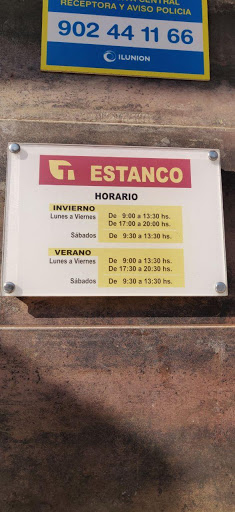 RECEPTORA Y AVISO POLICIA
902 44 11 66
ILUNION
ESTANCO
HORARIO
INVIERNO
Lunes a Viernes De 9:00 a 13:30 hs.
De 17:00 a 20:00 hs.
Sábados De 9:30 a 13:30 hs.
VERANO
Lunes a Viernes De 9:00 a 13:30 hs.
De 17:30 a 20:30 hs.
Sábados De 9:30 a 13:30 hs.